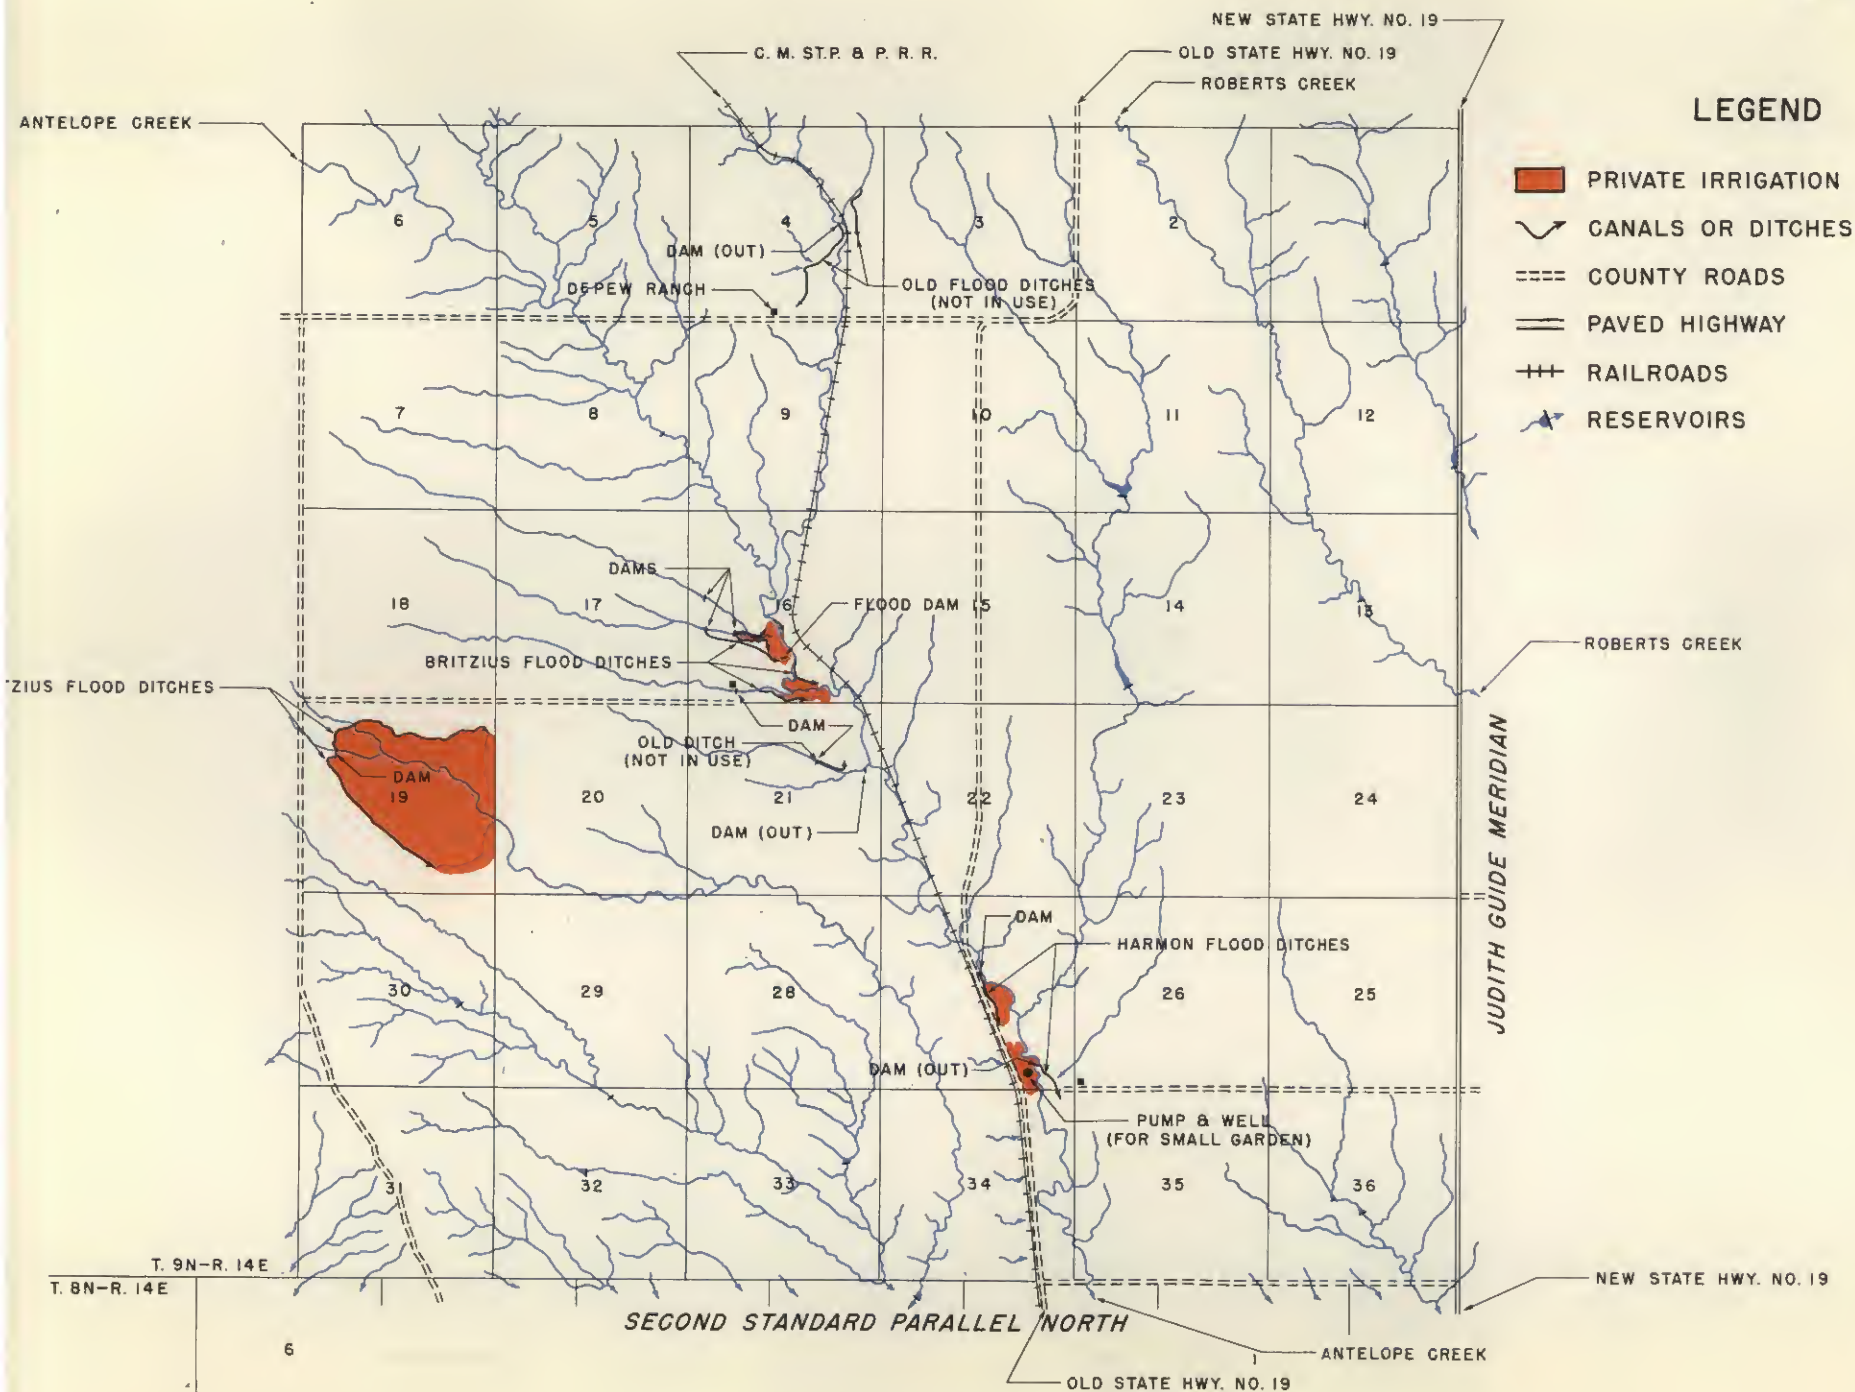 NEW STATE HWY. NO. 19
C. M. ST. P. & P. R. R.
OLD STATE HWY. NO. 19
ROBERTS CREEK
ANTELOPE CREEK
LEGEND
PRIVATE IRRIGATION
CANALS OR DITCHES
COUNTY ROADS
PAVED HIGHWAY
RAILROADS
RESERVOIRS
6
5
4
3
2
1
DAM (OUT)
DEPEW RANCH
OLD FLOOD DITCHES
(NOT IN USE)
7
8
9
10
11
12
DAMS
18
17
16
FLOOD DAM
15
14
13
BRITZIUS FLOOD DITCHES
ROBERTS CREEK
TZIUS FLOOD DITCHES
DAM
OLD DITCH
(NOT IN USE)
DAM
19
20
21
22
23
24
DAM (OUT)
JUDITH GUIDE MERIDIAN
DAM
HARMON FLOOD DITCHES
30
29
28
26
25
DAM (OUT)
PUMP & WELL
(FOR SMALL GARDEN)
31
32
33
34
35
36
T. 9N-R. 14E
T. 8N-R. 14E
NEW STATE HWY. NO. 19
SECOND STANDARD PARALLEL NORTH
6
1
ANTELOPE CREEK
OLD STATE HWY. NO. 19